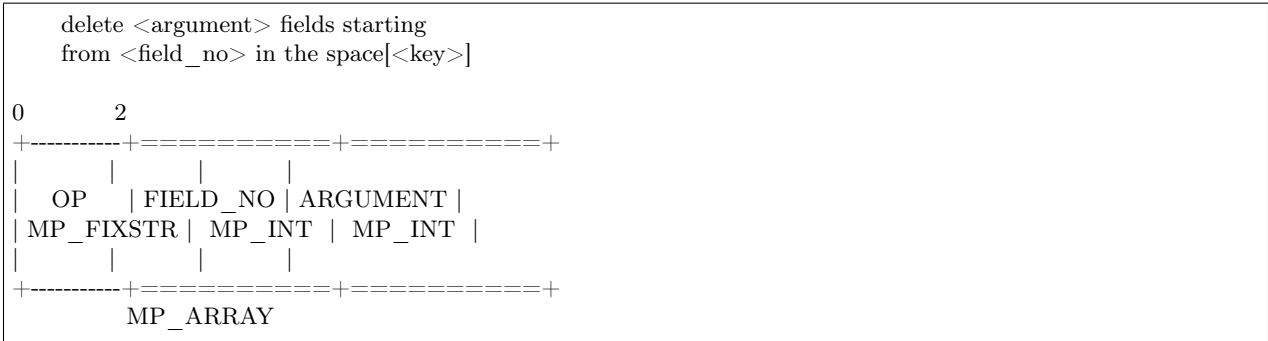 delete <argument> fields starting
from <field_no> in the space[<key>]
0 2
+-----------+==========+==========+
| | | |
| OP | FIELD_NO | ARGUMENT |
| MP_FIXSTR | MP_INT | MP_INT |
| | | |
+-----------+==========+==========+
MP_ARRAY